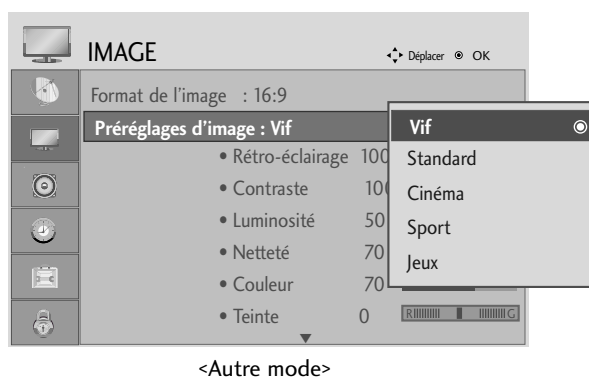 IMAGE
Déplacer OK
Format de l'image : 16:9
Préréglages d'image : Vif
• Rétro-éclairage 100
• Contraste 100
• Luminosité 50
• Netteté 70
• Couleur 70
• Teinte 0 R G
Vif
Standard
Cinéma
Sport
Jeux
<Autre mode>